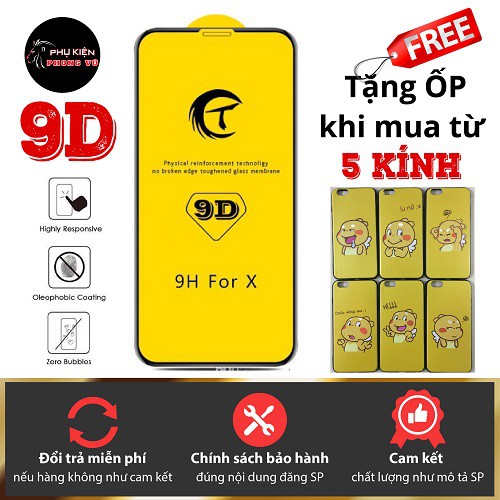 PHỤ KIỆN
PHONG VŨ
9D
Highly Responsive
Oleophobic Coating
Zero Bubbles
Physical reinforcement technology
no broken edge toughened glass membrane
9D
9H For X
FREE
Tặng ỐP
khi mua từ
5 KÍNH
Đổi trả miễn phí
nếu hàng không như cam kết
Chính sách bảo hành
đúng nội dung đăng SP
Cam kết
chất lượng như mô tả SP